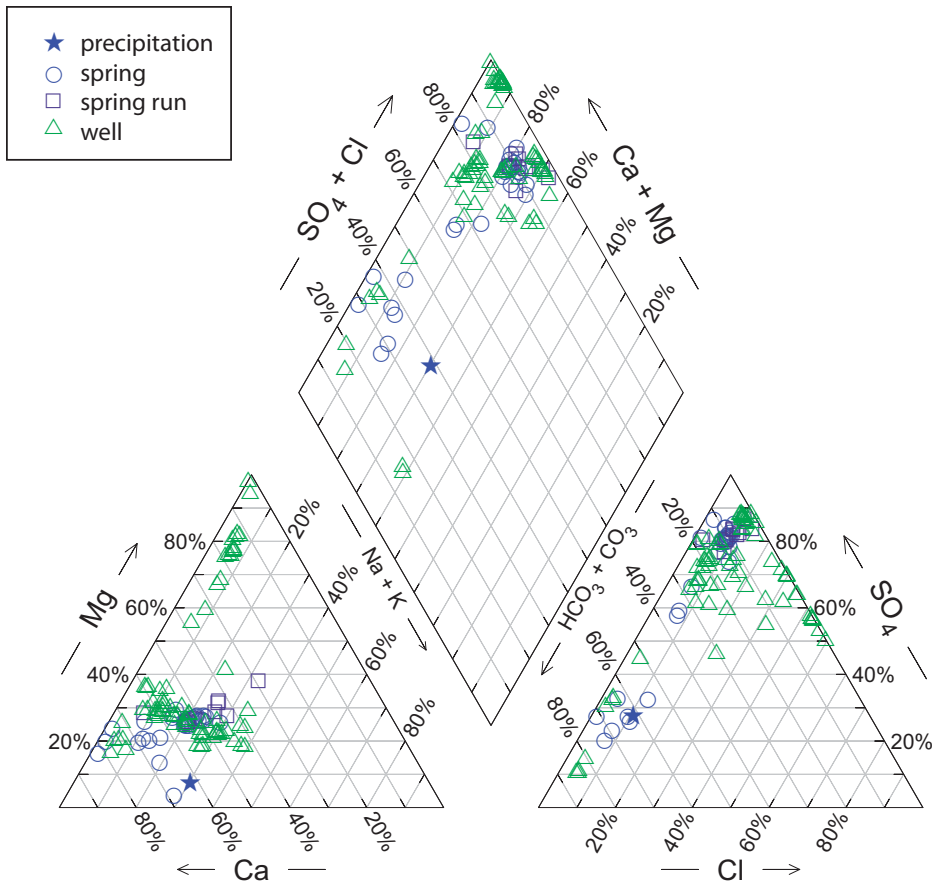 precipitation
spring
spring run
well
SO4 + Cl
80%
60%
40%
20%
Ca + Mg
80%
60%
40%
20%
Mg
80%
60%
40%
20%
Na + K
20%
40%
60%
80%
Ca
80%
60%
40%
20%
HCO3 + CO3
20%
40%
60%
80%
SO4
80%
60%
40%
20%
Cl
20%
40%
60%
80%